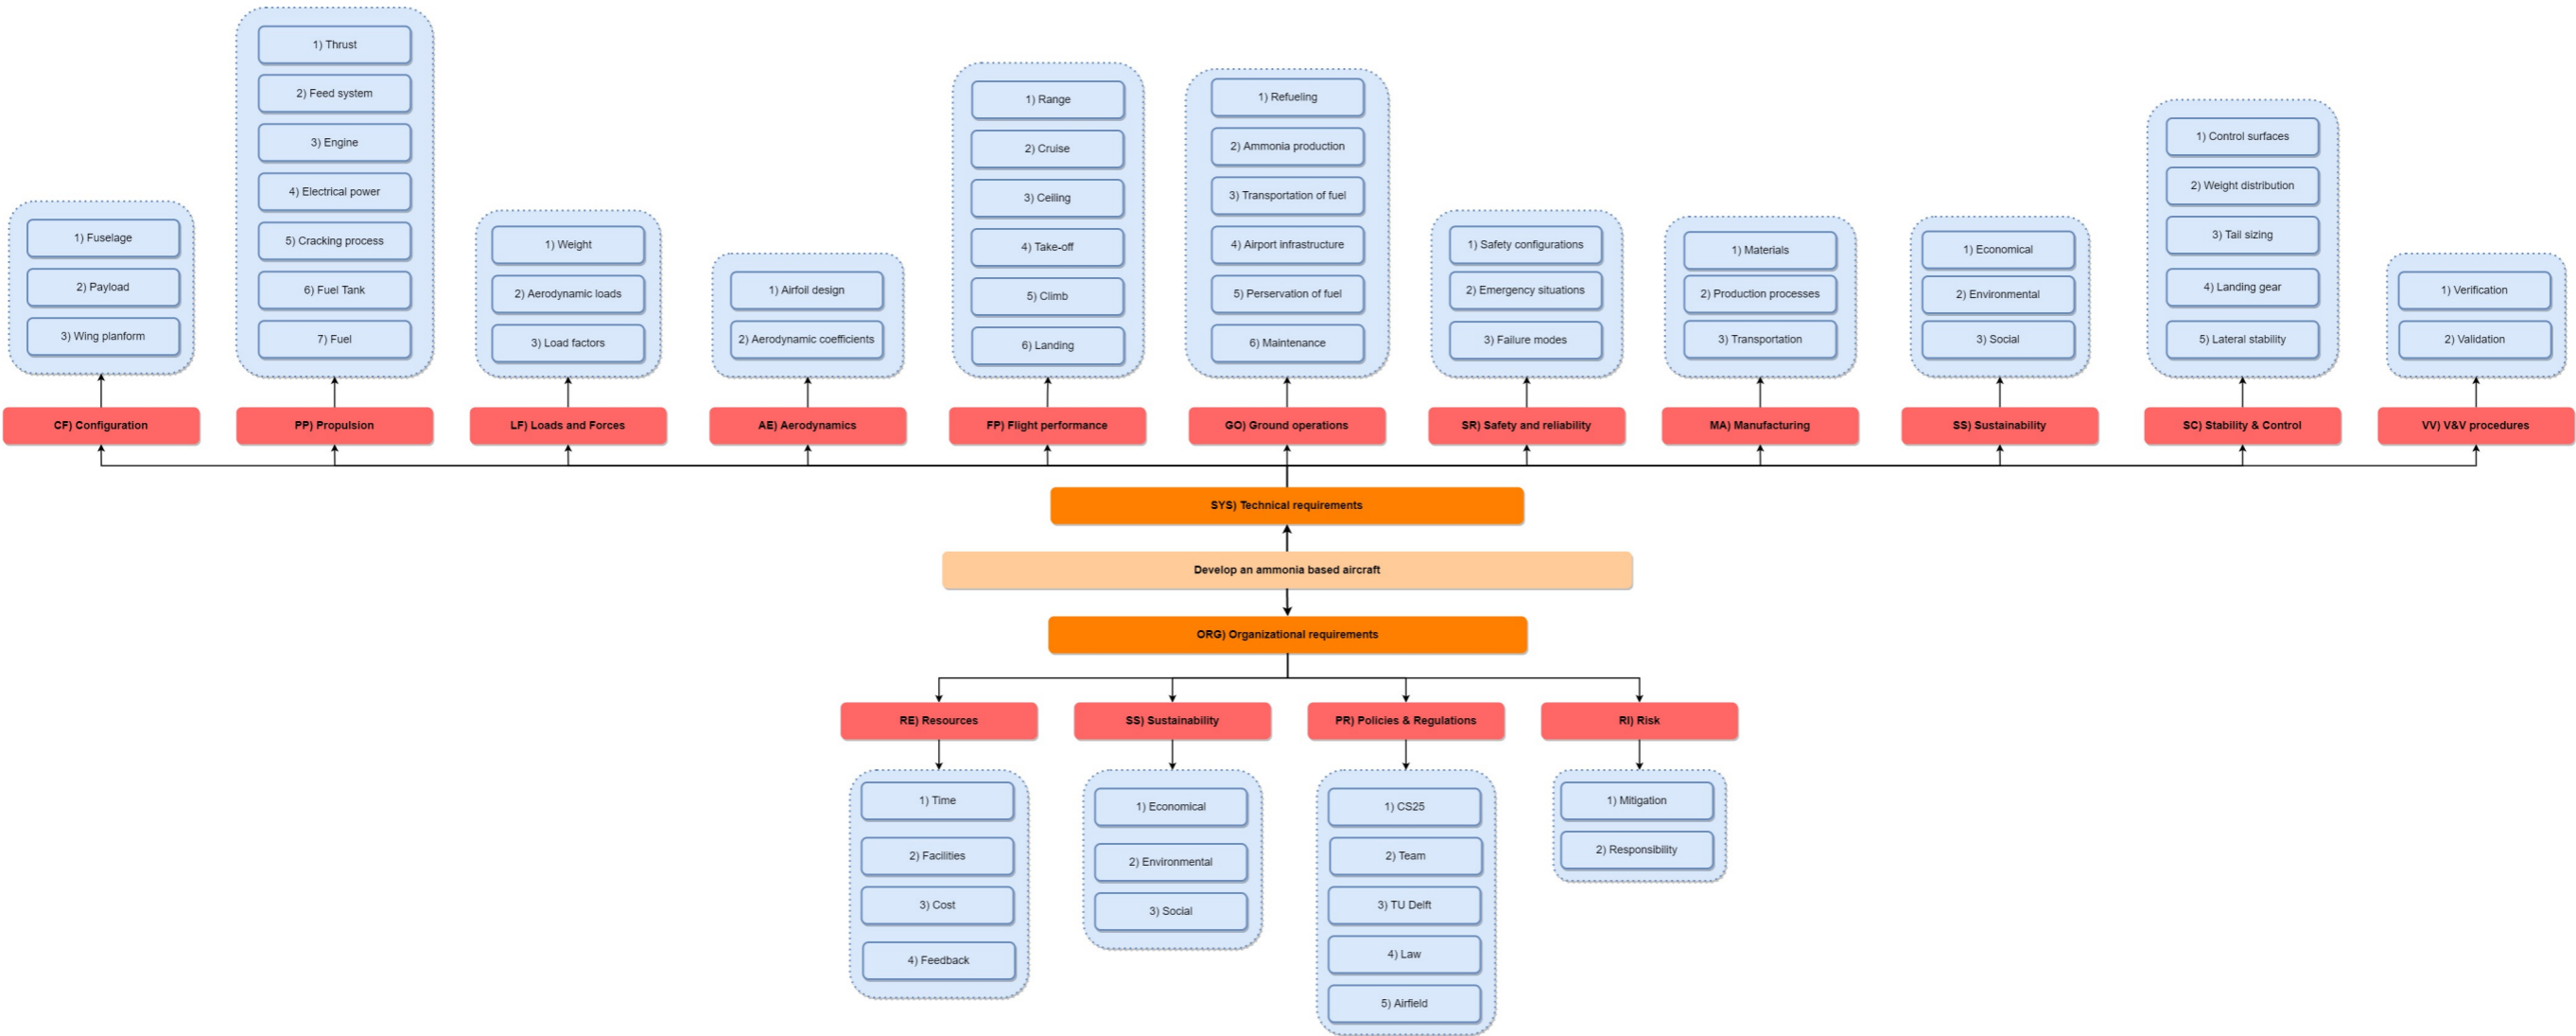 1) Thrust
2) Feed system
3) Engine
4) Electrical power
5) Cracking process
6) Fuel Tank
7) Fuel
1) Fuselage
2) Payload
3) Wing planform
1) Weight
2) Aerodynamic loads
3) Load factors
1) Airfoil design
2) Aerodynamic coefficients
1) Range
2) Cruise
3) Ceiling
4) Take-off
5) Climb
6) Landing
1) Refueling
2) Ammonia production
3) Transportation of fuel
4) Airport infrastructure
5) Perservation of fuel
6) Maintenance
1) Safety configurations
2) Emergency situations
3) Failure modes
1) Materials
2) Production processes
3) Transportation
1) Economical
2) Environmental
3) Social
1) Control surfaces
2) Weight distribution
3) Tail sizing
4) Landing gear
5) Lateral stability
1) Verification
2) Validation
CF) Configuration
PP) Propulsion
LF) Loads and Forces
AE) Aerodynamics
FP) Flight performance
GO) Ground operations
SR) Safety and reliability
MA) Manufacturing
SS) Sustainability
SC) Stability & Control
VV) V&V procedures
SYS) Technical requirements
Develop an ammonia based aircraft
ORG) Organizational requirements
RE) Resources
SS) Sustainability
PR) Policies & Regulations
RI) Risk
1) Time
2) Facilities
3) Cost
4) Feedback
1) Economical
2) Environmental
3) Social
1) CS25
2) Team
3) TU Delft
4) Law
5) Airfield
1) Mitigation
2) Responsibility